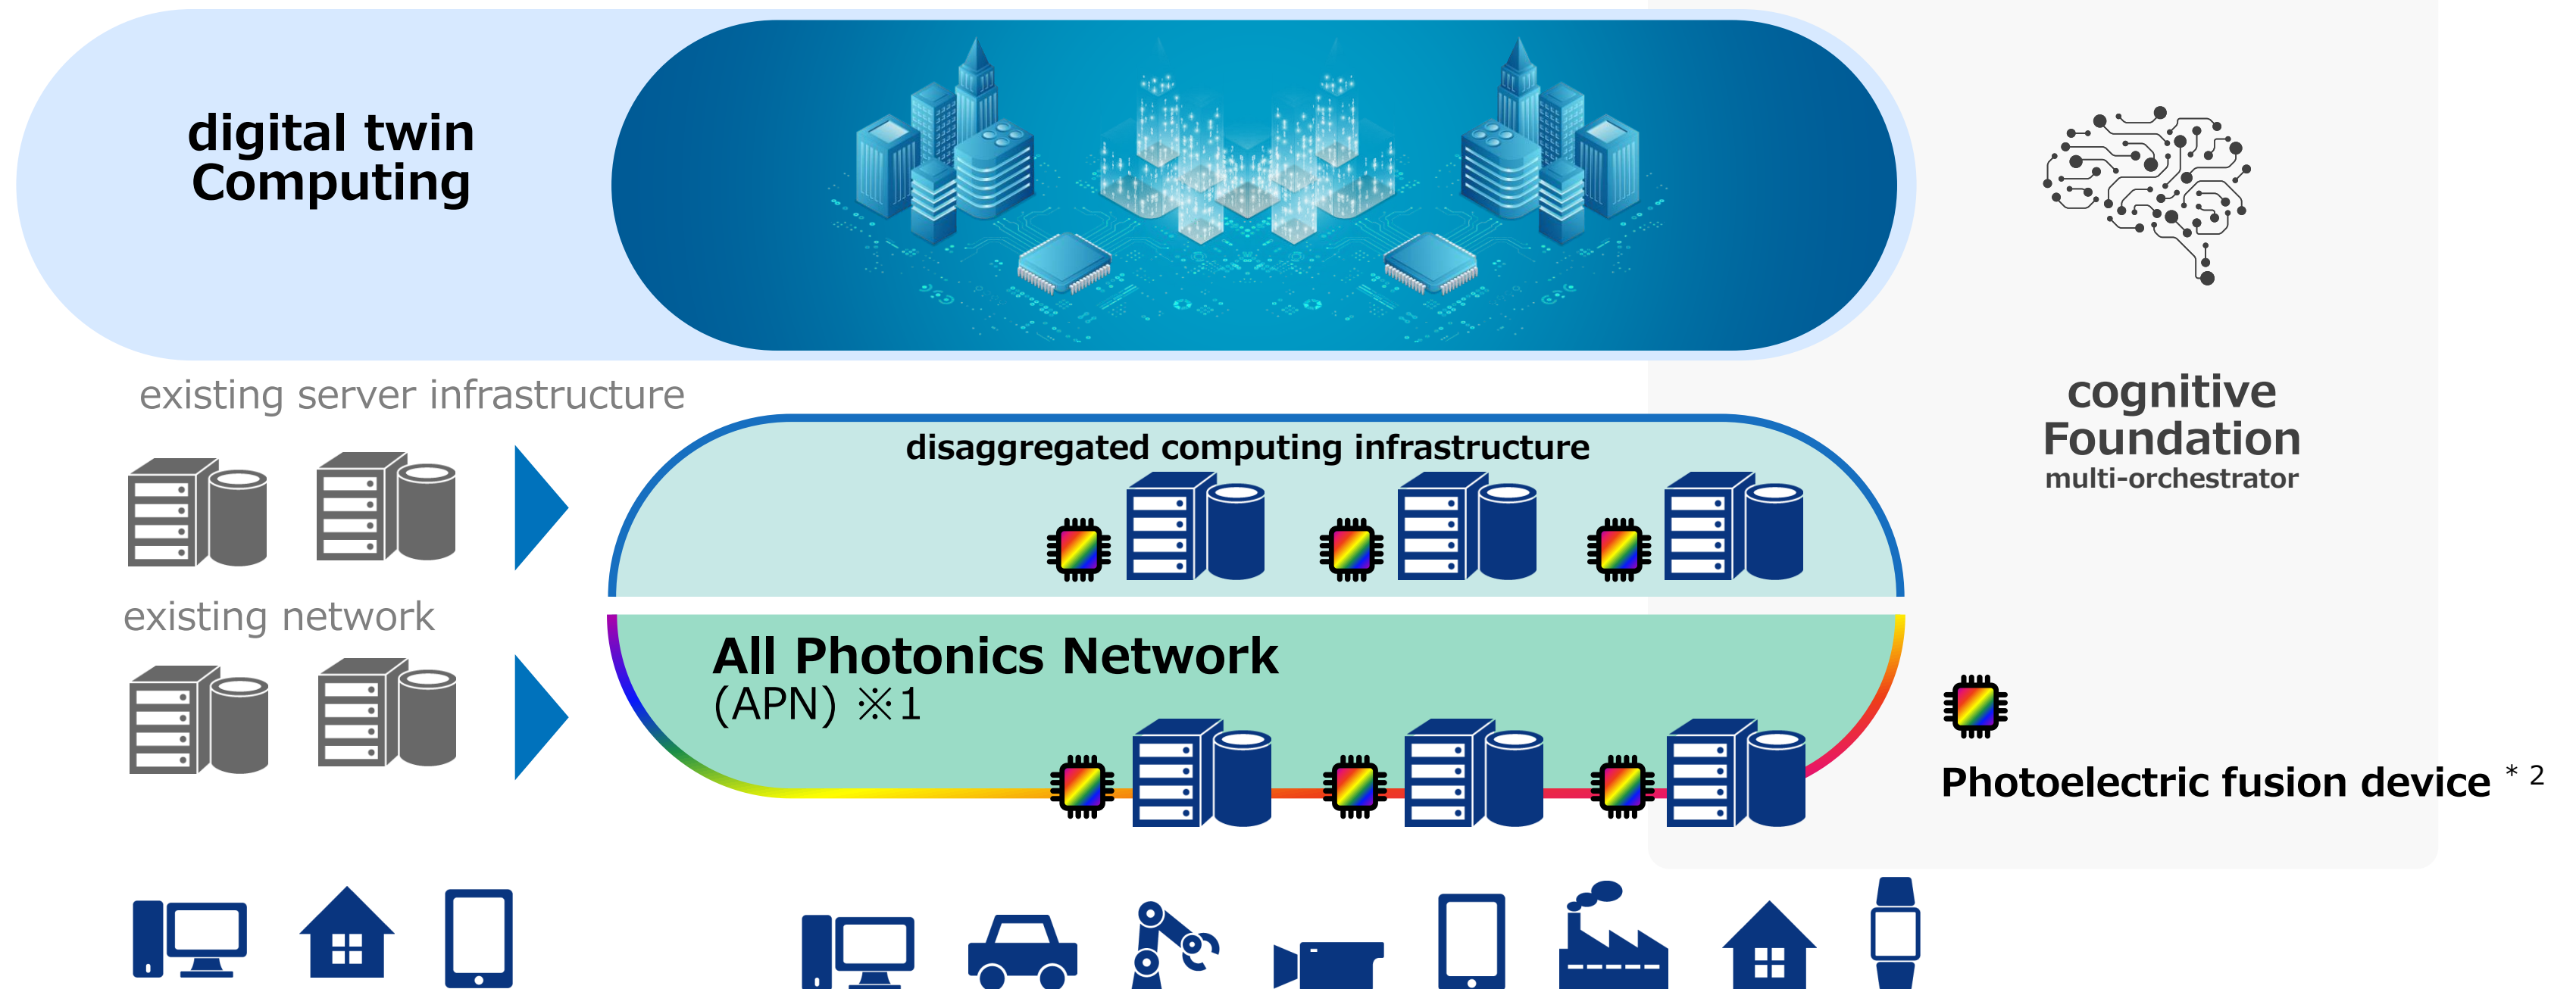 digital twin
Computing
existing server infrastructure
disaggregated computing infrastructure
cognitive
Foundation
multi-orchestrator
existing network
All Photonics Network
(APN) ※1
Photoelectric fusion device * 2